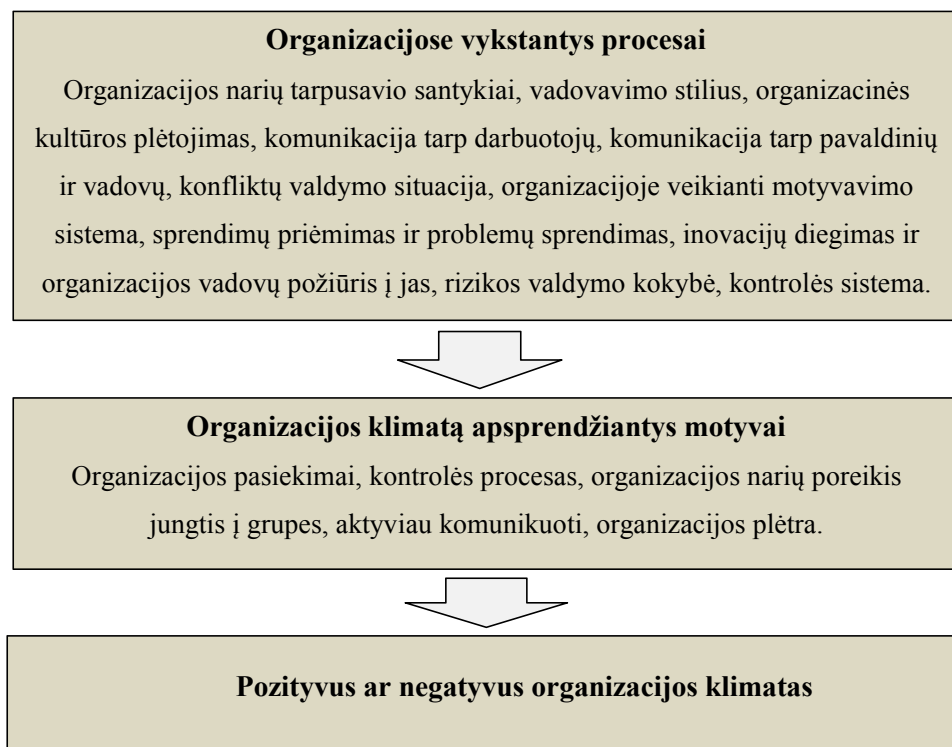 Organizacijose vykstantys procesai
Organizacijos narių tarpusavio santykiai, vadovavimo stilius, organizacinės
kultūros plėtojimas, komunikacija tarp darbuotojų, komunikacija tarp pavaldinių
ir vadovų, konfliktų valdymo situacija, organizacijoje veikianti motyvavimo
sistema, sprendimų priėmimas ir problemų sprendimas, inovacijų diegimas ir
organizacijos vadovų požiūris į jas, rizikos valdymo kokybė, kontrolės sistema.
Organizacijos klimatą apsprendžiantys motyvai
Organizacijos pasiekimai, kontrolės procesas, organizacijos narių poreikis
jungtis į grupes, aktyviau komunikuoti, organizacijos plėtra.
Pozityvus ar negatyvus organizacijos klimatas